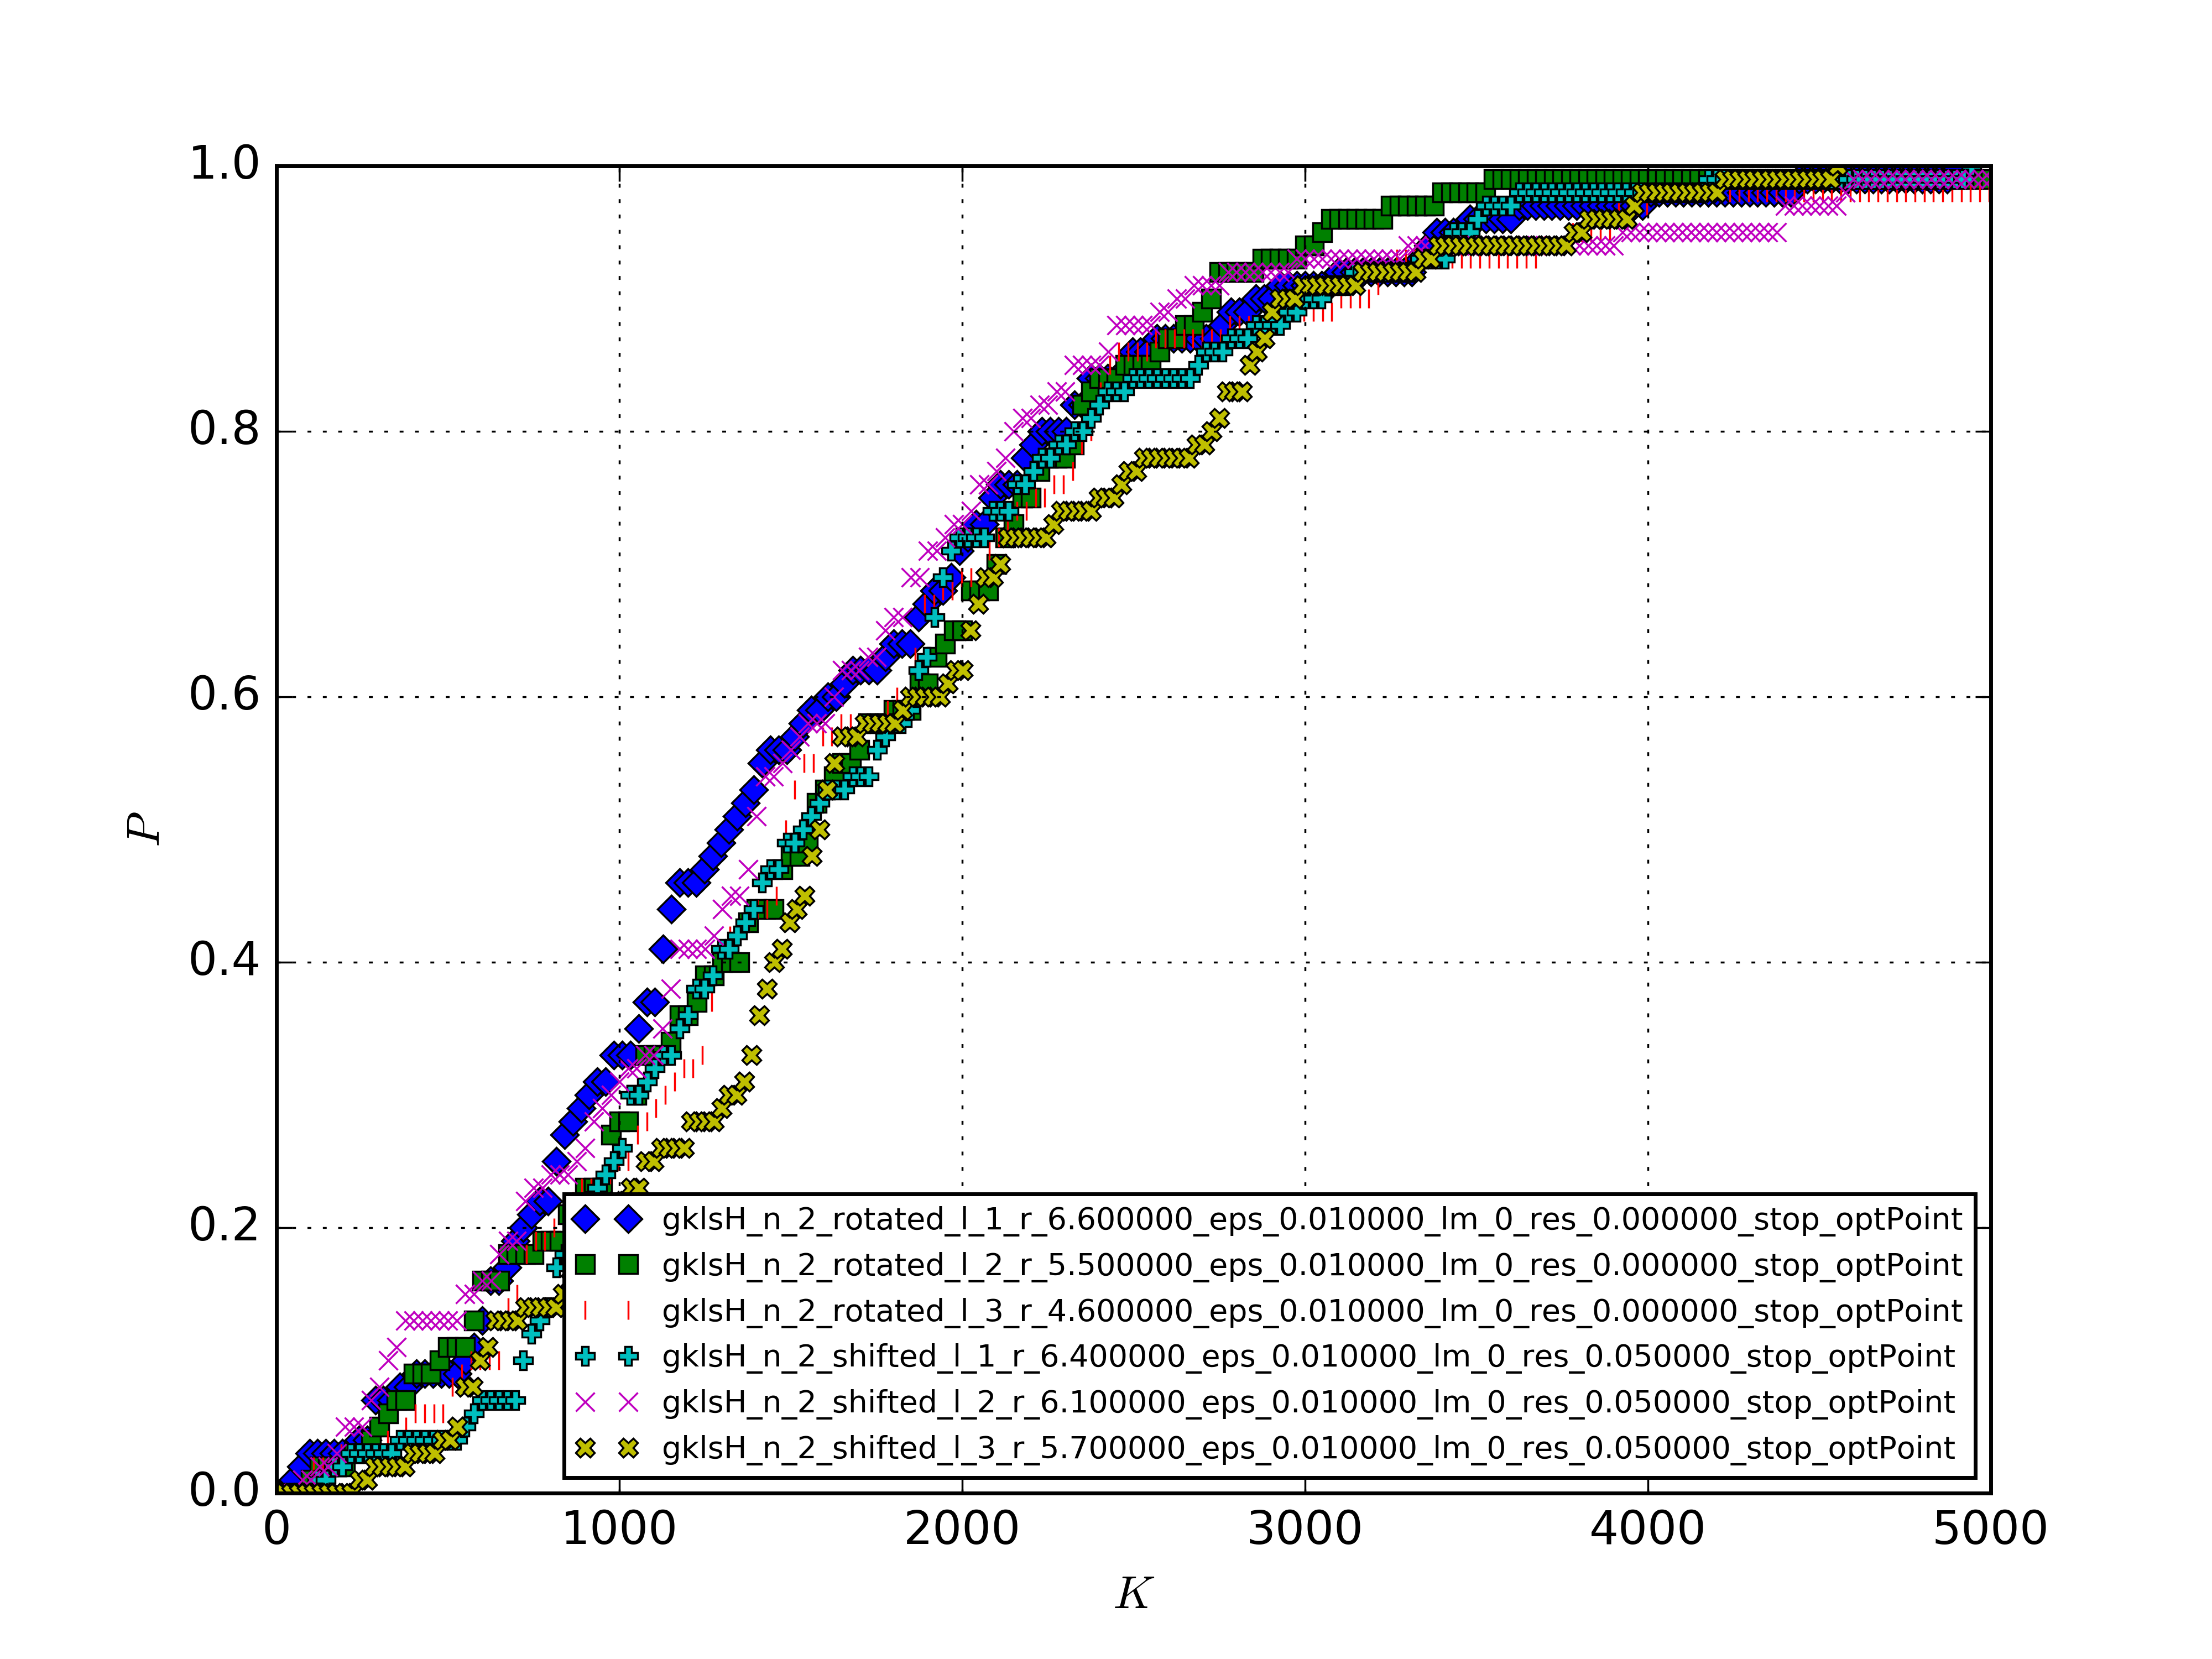 1.0
0.8
0.6
0.4
0.2
0.0
P
0 1000 2000 3000 4000 5000
K
gklsH_n_2_rotated_l_1_r_6.600000_eps_0.010000_lm_0_res_0.000000_stop_optPoint
gklsH_n_2_rotated_l_2_r_5.500000_eps_0.010000_lm_0_res_0.000000_stop_optPoint
gklsH_n_2_rotated_l_3_r_4.600000_eps_0.010000_lm_0_res_0.000000_stop_optPoint
gklsH_n_2_shifted_l_1_r_6.400000_eps_0.010000_lm_0_res_0.050000_stop_optPoint
gklsH_n_2_shifted_l_2_r_6.100000_eps_0.010000_lm_0_res_0.050000_stop_optPoint
gklsH_n_2_shifted_l_3_r_5.700000_eps_0.010000_lm_0_res_0.050000_stop_optPoint